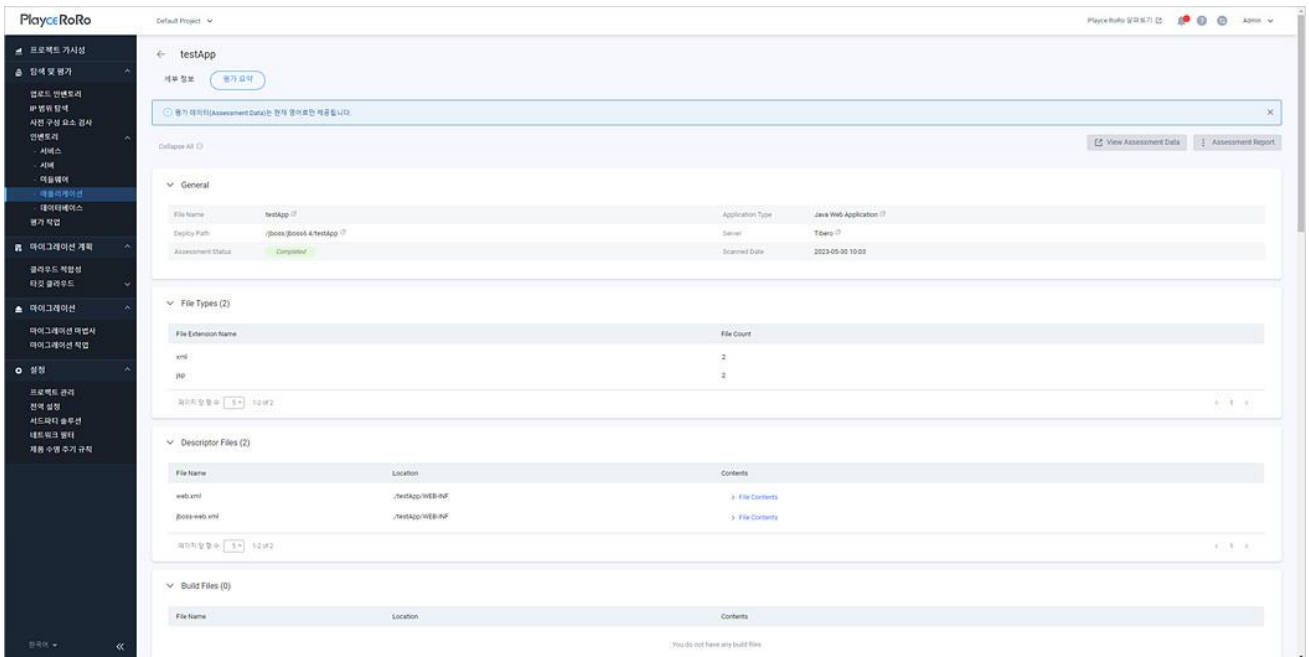 PlayceRoRo
Default Project
Playce RoRo 알아보기
Admin
프로젝트 가시성
탐색 및 평가
업로드 인벤토리
IP 범위 탐색
사전 구성 요소 검사
인벤토리
- 서비스
- 서버
- 미들웨어
- 애플리케이션
- 데이터베이스
평가 작업
마이그레이션 계획
클라우드 적합성
타깃 클라우드
마이그레이션
마이그레이션 마법사
마이그레이션 작업
설정
프로젝트 관리
전역 설정
서드파티 솔루션
네트워크 필터
제품 수명 주기 규칙
한국어
testApp
세부 정보
평가 요약
평가 데이터(Assessment Data)는 현재 영어로만 제공됩니다.
Collapse All
View Assessment Data
Assessment Report
General
File Name testApp Application Type Java Web Application
Deploy Path /jboss/jboss6.4/testApp Server Tibero
Assessment Status Completed Scanned Date 2023-05-30 10:03
File Types (2)
File Extension Name File Count
xml 2
jsp 2
페이지 당 행 수 5 1-2 of 2 1
Descriptor Files (2)
File Name Location Contents
web.xml ./testApp/WEB-INF File Contents
jboss-web.xml ./testApp/WEB-INF File Contents
페이지 당 행 수 5 1-2 of 2 1
Build Files (0)
File Name Location Contents
You do not have any build files